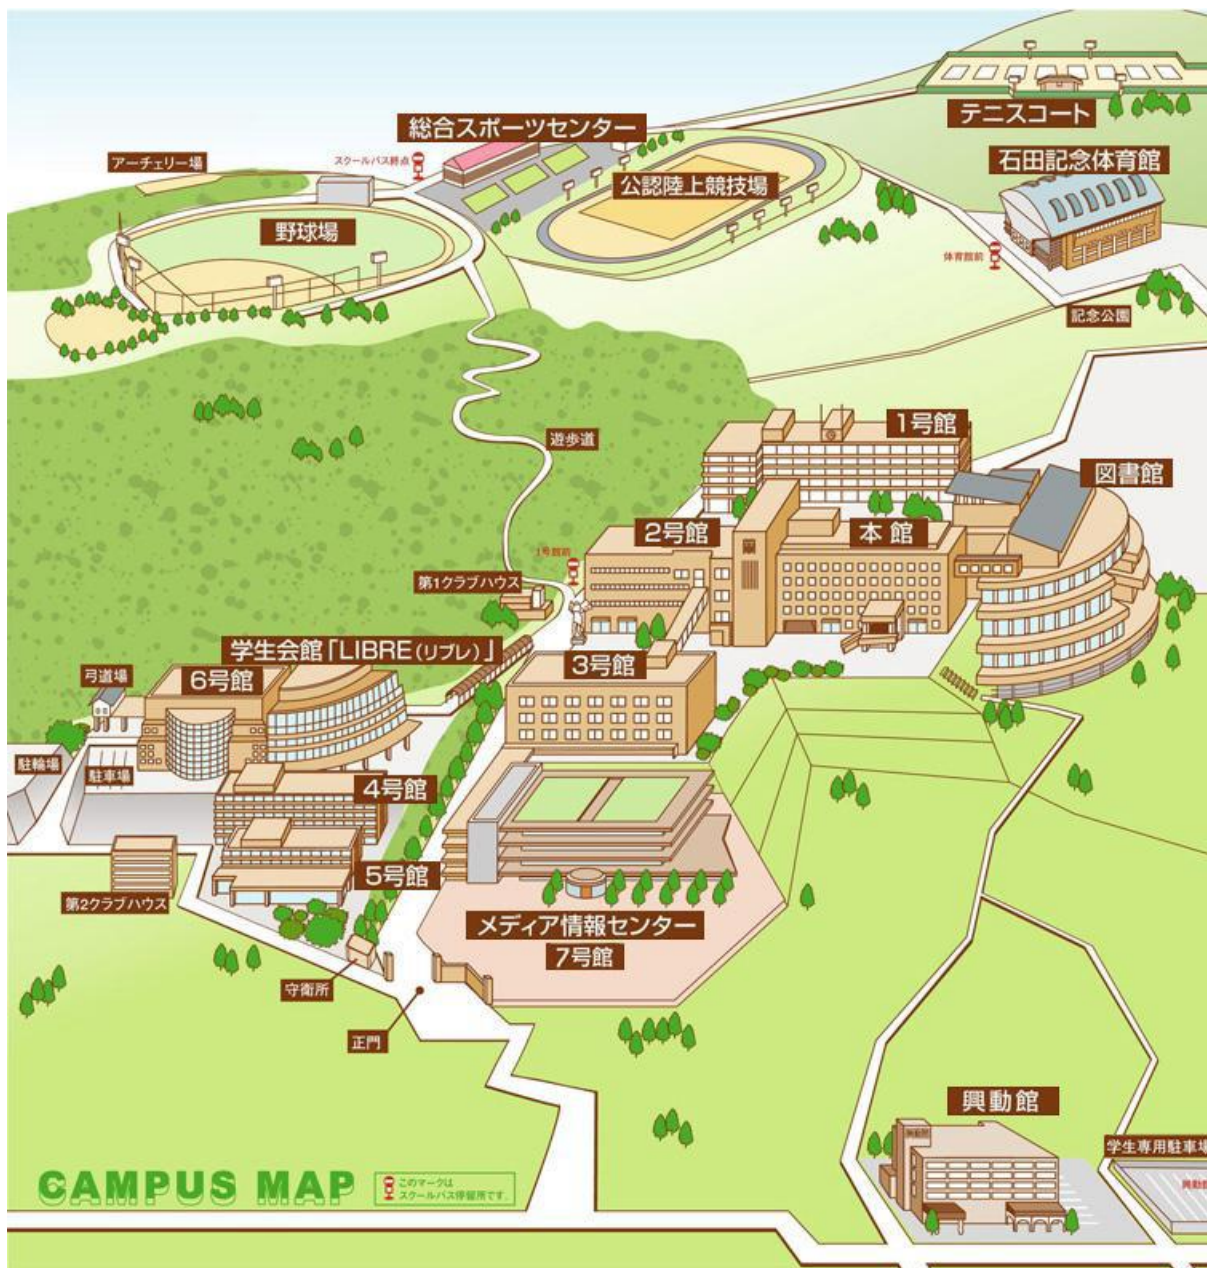 テニスコート
総合スポーツセンター
石田記念体育館
アーチェリー場
スクールバス終点
公認陸上競技場
野球場
体育館前
記念公園
1号館
遊歩道
図書館
2号館
本館
1号館前
第1クラブハウス
学生会館「LIBRE(リブレ)」
3号館
弓道場
6号館
駐輪場
駐車場
4号館
5号館
第2クラブハウス
メディア情報センター
7号館
守衛所
正門
興動館
学生専用駐車場
CAMPUS MAP
このマークは
スクールバス停留所です。